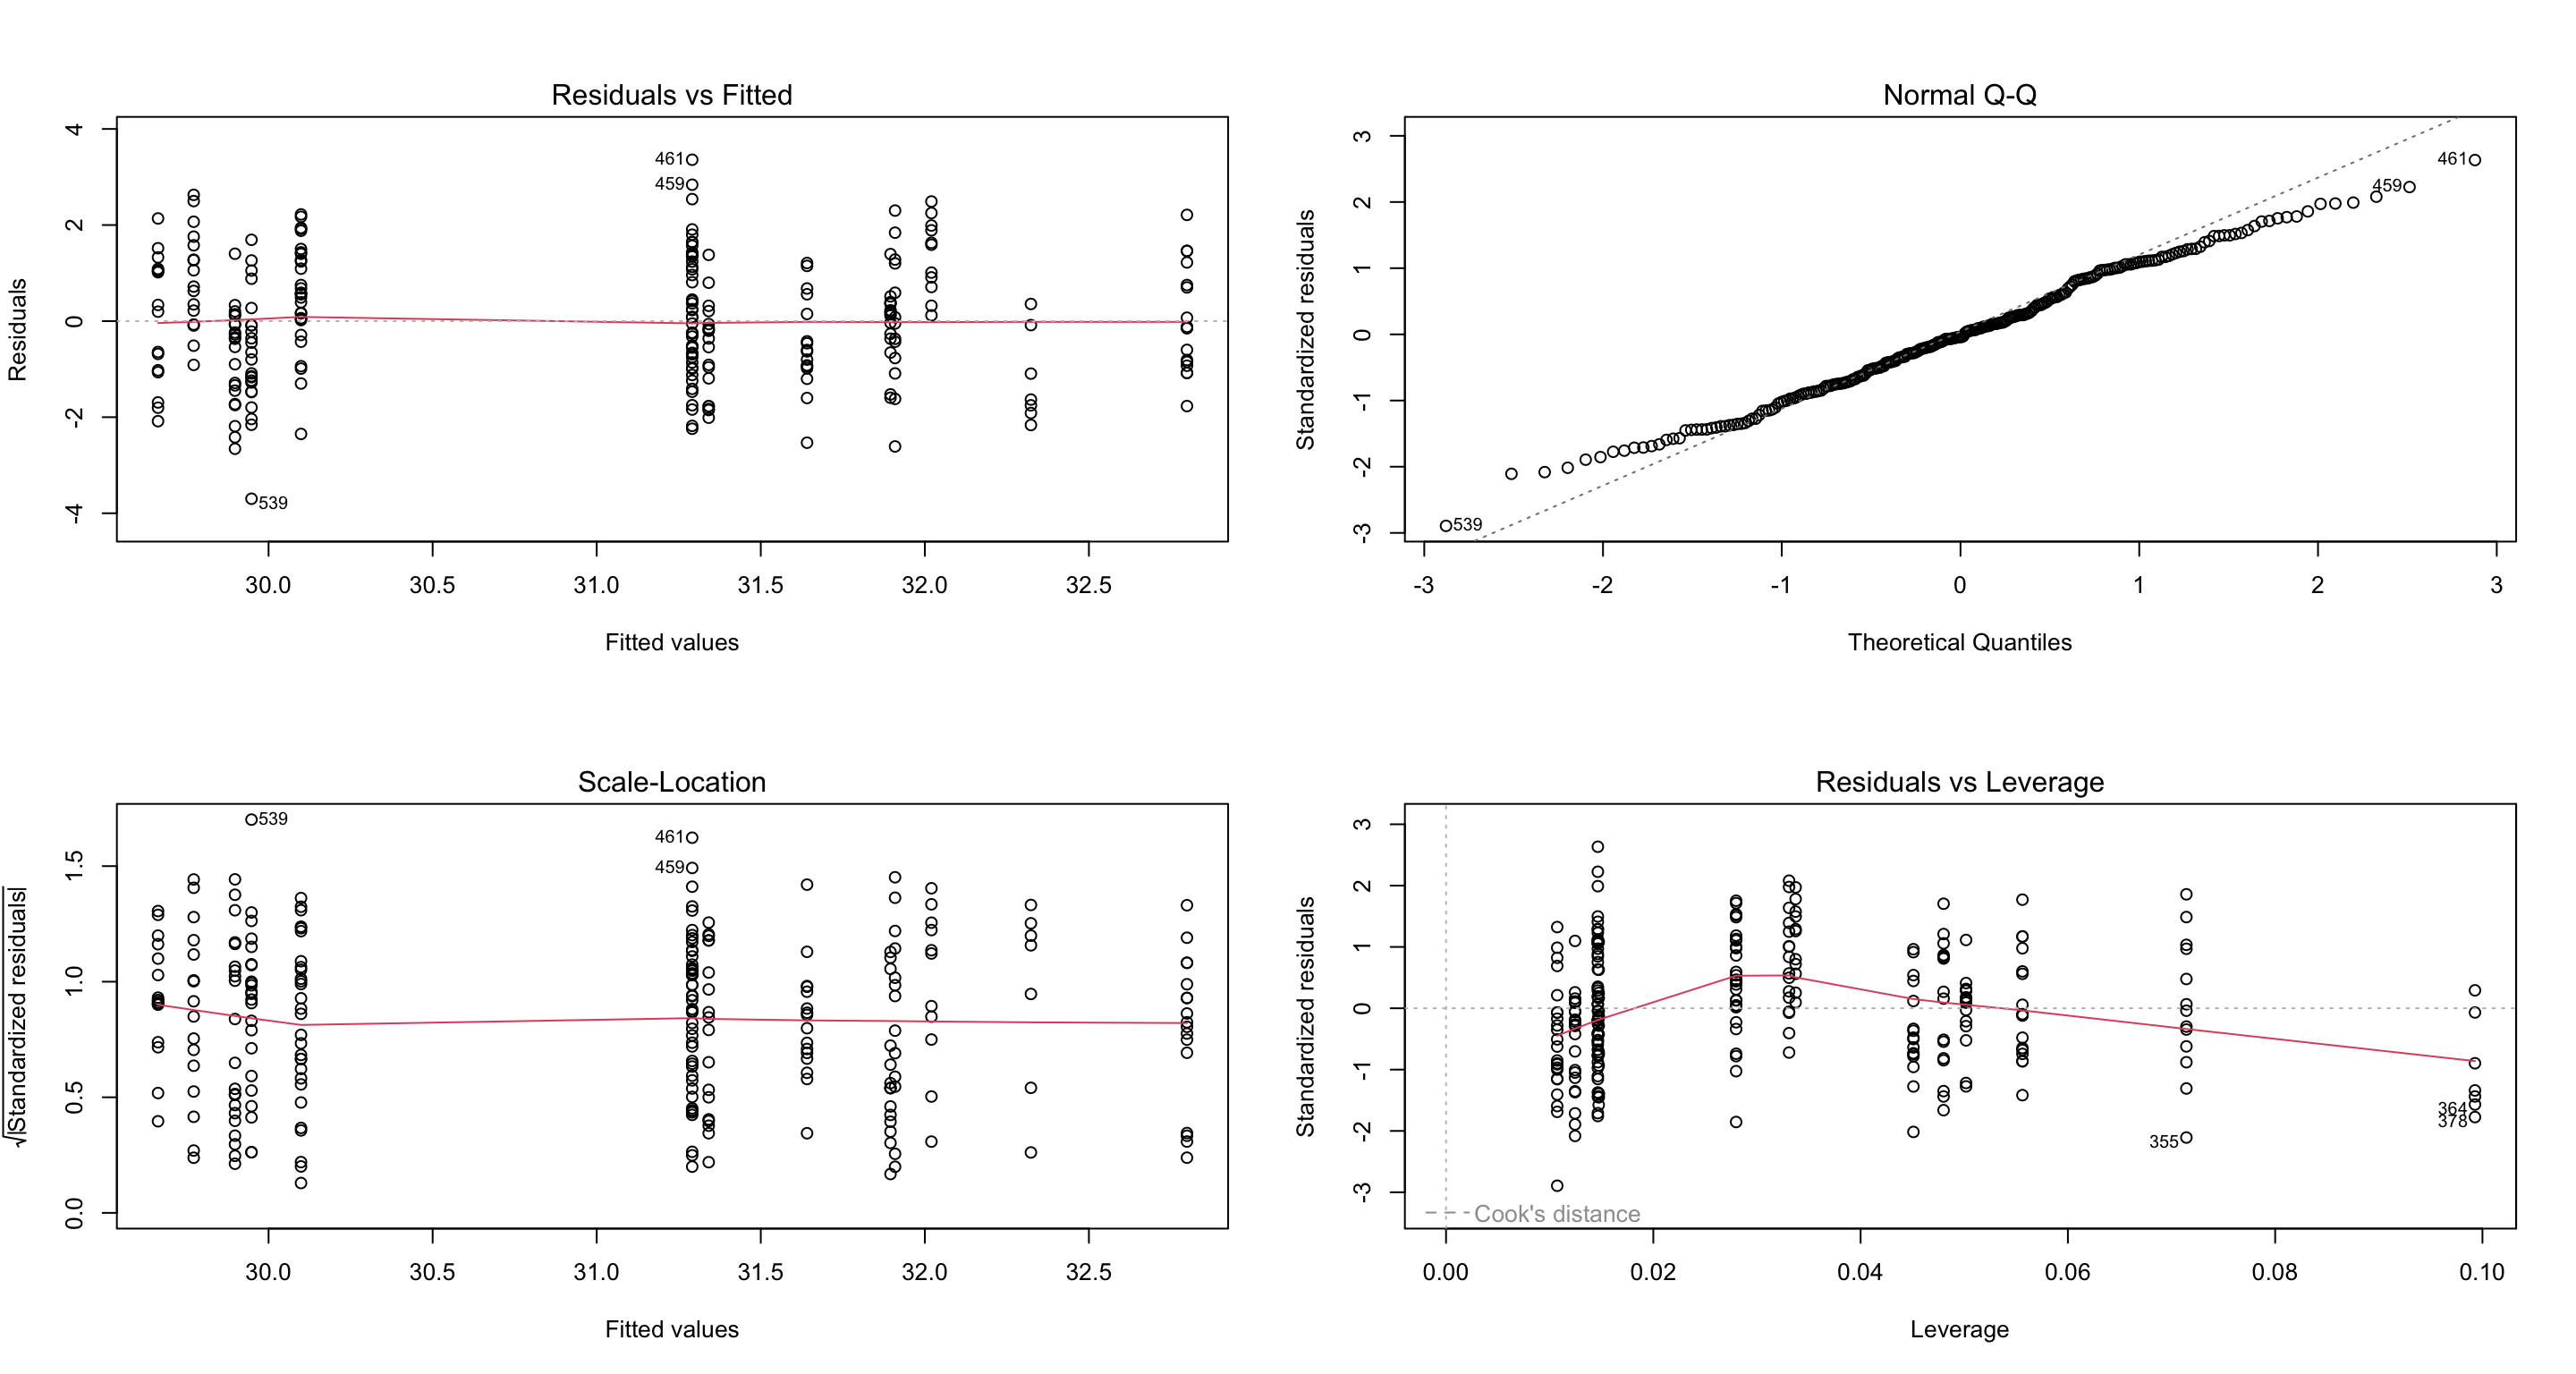 Residuals vs Fitted
Residuals
4
2
0
-2
-4
461
459
539
30.0 30.5 31.0 31.5 32.0 32.5
Fitted values
Normal Q-Q
Standardized residuals
3
2
1
0
-1
-2
-3
461
459
539
-3 -2 -1 0 1 2 3
Theoretical Quantiles
Scale-Location
√|Standardized residuals|
1.5
1.0
0.5
0.0
539
461
459
30.0 30.5 31.0 31.5 32.0 32.5
Fitted values
Residuals vs Leverage
Standardized residuals
3
2
1
0
-1
-2
-3
364
378
355
Cook's distance
0.00 0.02 0.04 0.06 0.08 0.10
Leverage